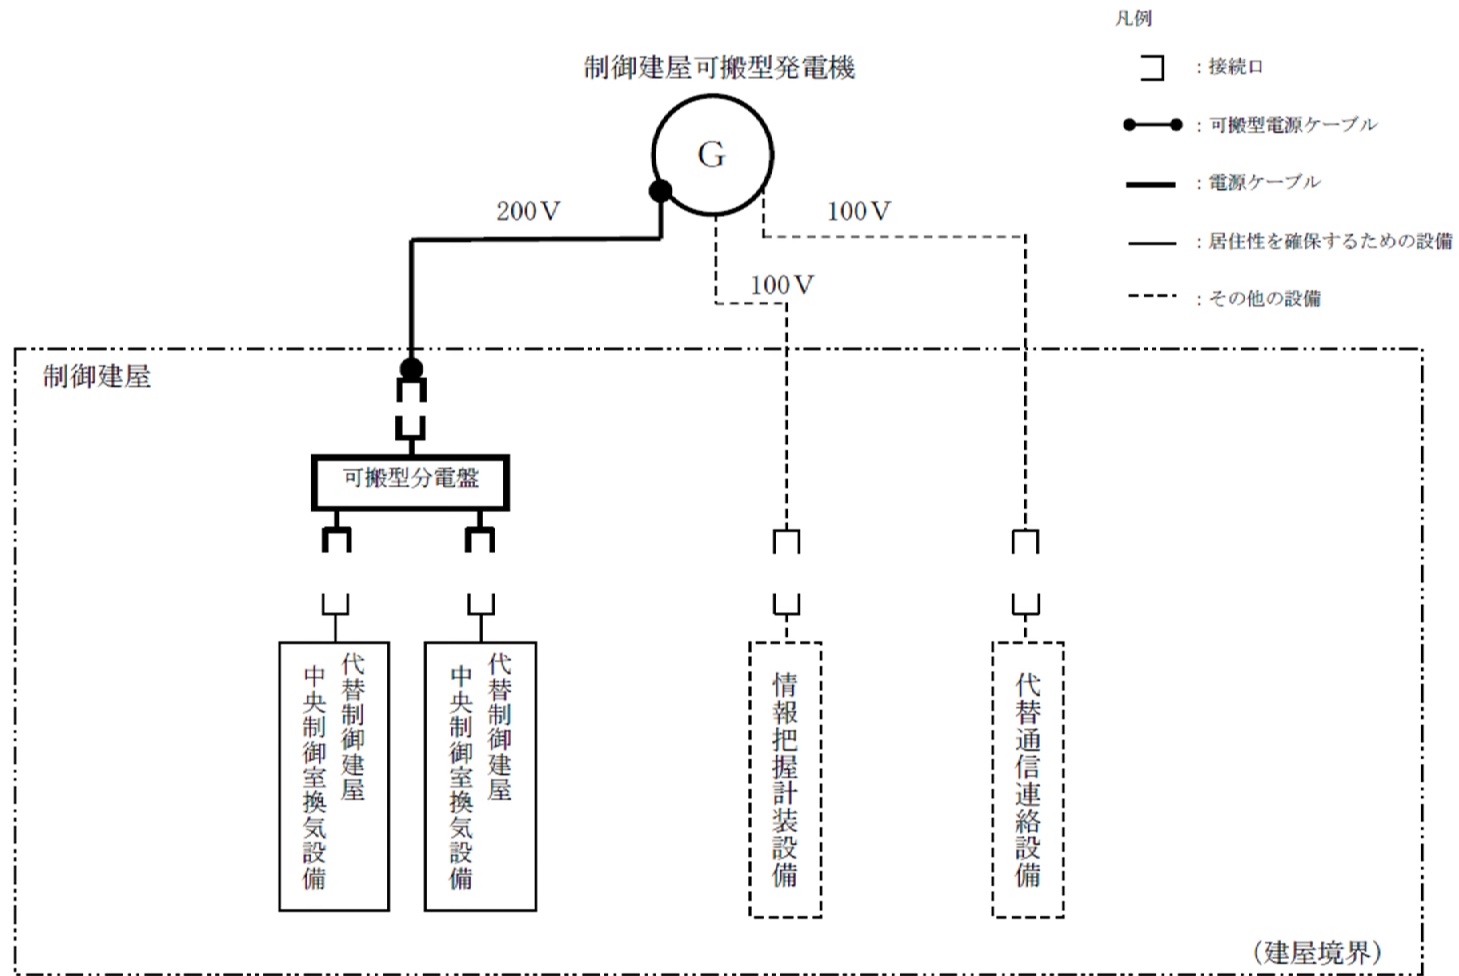 凡例
：接続口
：可搬型電源ケーブル
：電源ケーブル
：居住性を確保するための設備
：その他の設備
制御建屋可搬型発電機
G
200V
100V
100V
制御建屋
可搬型分電盤
代替制御建屋
中央制御室換気設備
代替制御建屋
中央制御室換気設備
情報把握計装設備
代替通信連絡設備
（建屋境界）